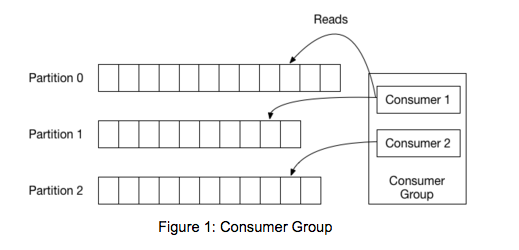 Reads
Partition 0
Consumer 1
Partition 1
Consumer 2
Partition 2
Consumer
Group
Figure 1: Consumer Group